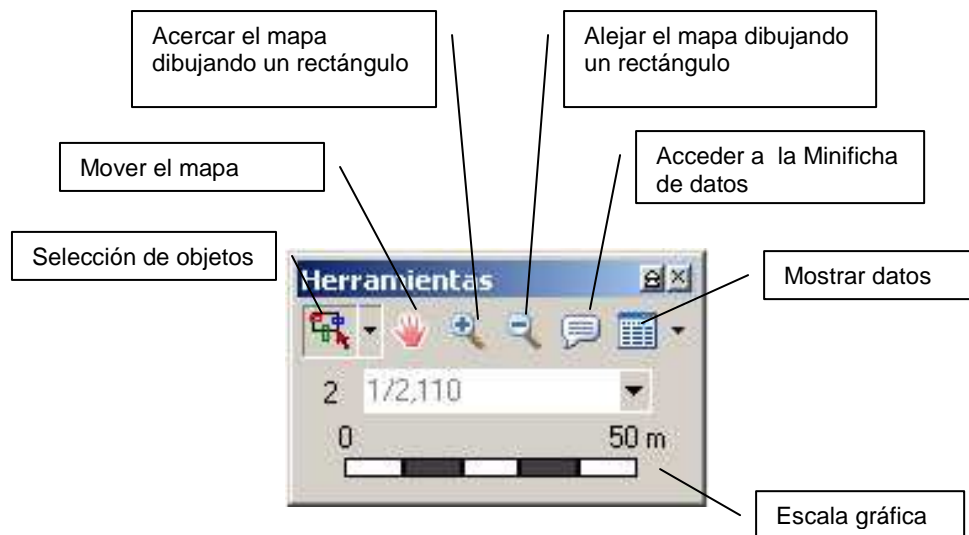 Acercar el mapa
dibujando un rectángulo
Alejar el mapa dibujando
un rectángulo
Mover el mapa
Acceder a la Minificha
de datos
Selección de objetos
Mostrar datos
Herramientas
2 1/2,110
0 50 m
Escala gráfica